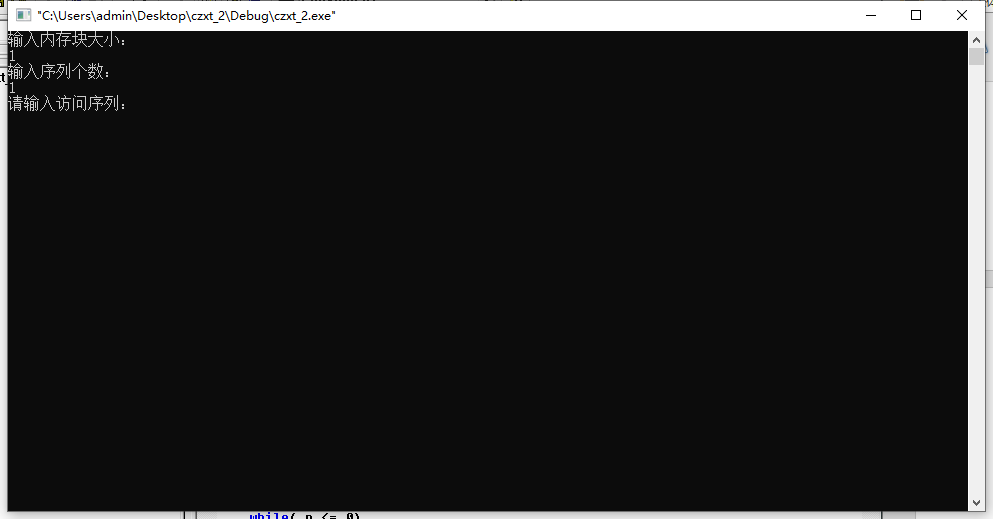 "C:\Users\admin\Desktop\czxt_2\Debug\czxt_2.exe"
输入内存块大小：
1
输入序列个数：
1
请输入访问序列：
while( n <= 0)